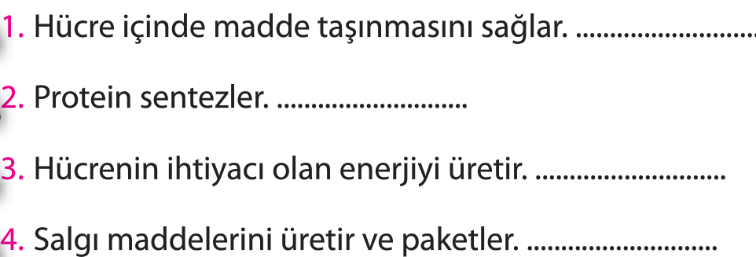 1. Hücre içinde madde taşınmasını sağlar. ............................
2. Protein sentezler. ............................
3. Hücrenin ihtiyacı olan enerjiyi üretir. ............................
4. Salgı maddelerini üretir ve paketler. ............................